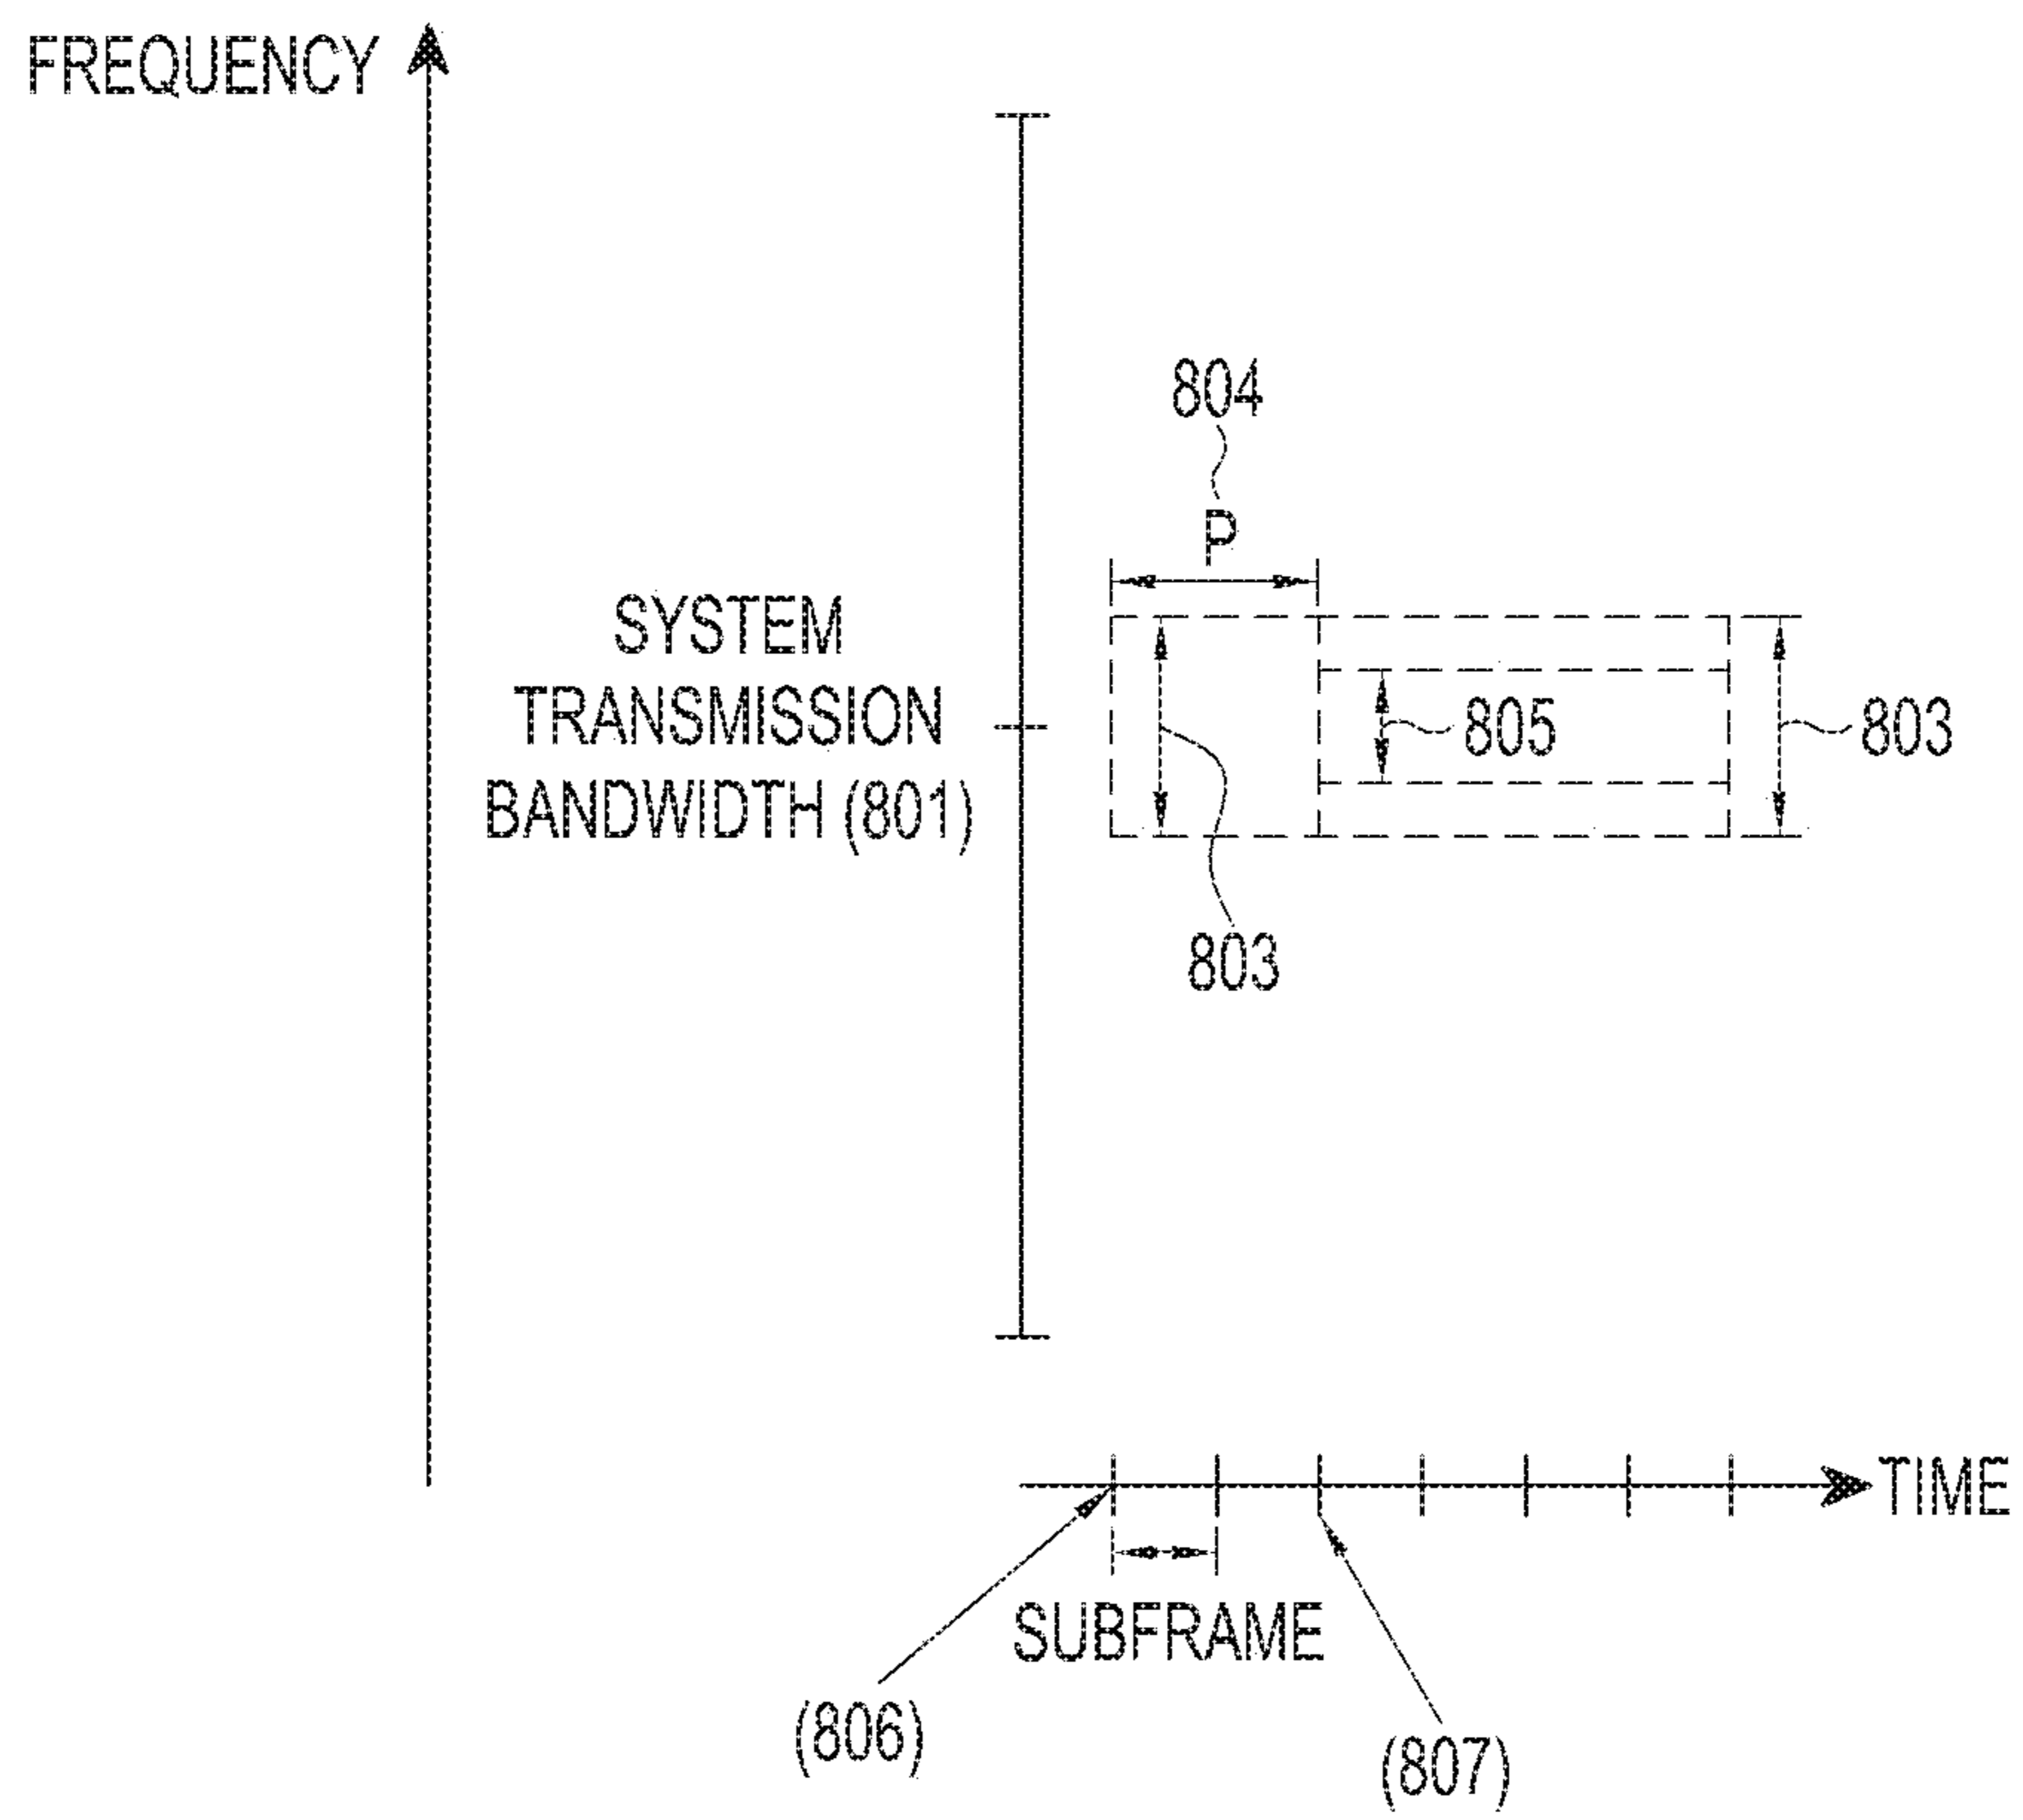 FREQUENCY
804
P
SYSTEM
TRANSMISSION
BANDWIDTH (801)
805
803
803
TIME
SUBFRAME
(806)
(807)